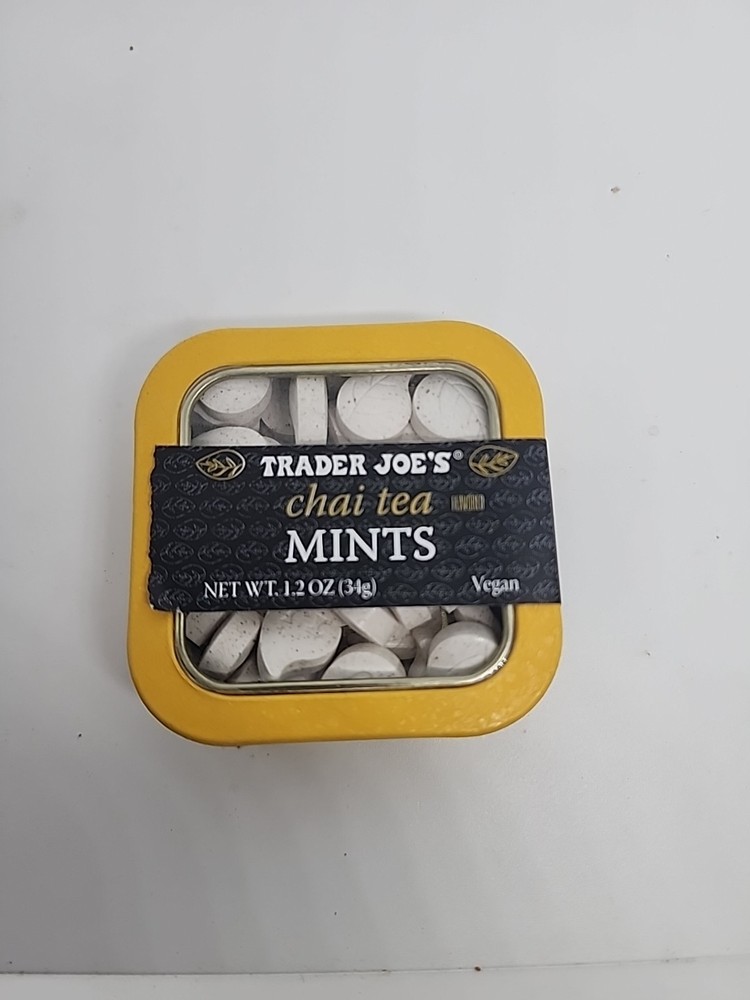 TRADER JOE'S®
chai tea
MINTS
NET WT. 1.2 OZ (34g) Vegan